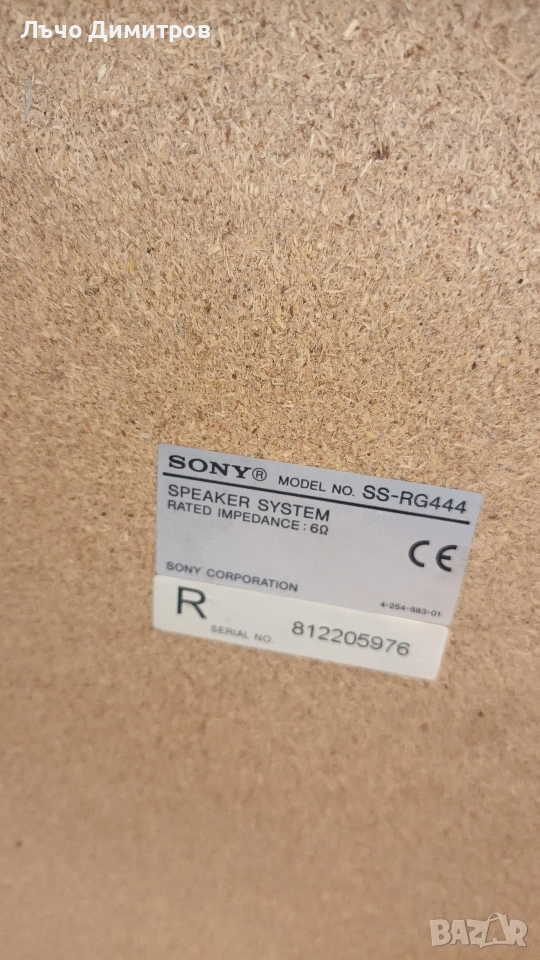 Лъчо Димитров
SONY® MODEL NO. SS-RG444
SPEAKER SYSTEM
RATED IMPEDANCE : 6Ω
CE
SONY CORPORATION
4-254-883-01
R SERIAL NO. 812205976
BAZAR